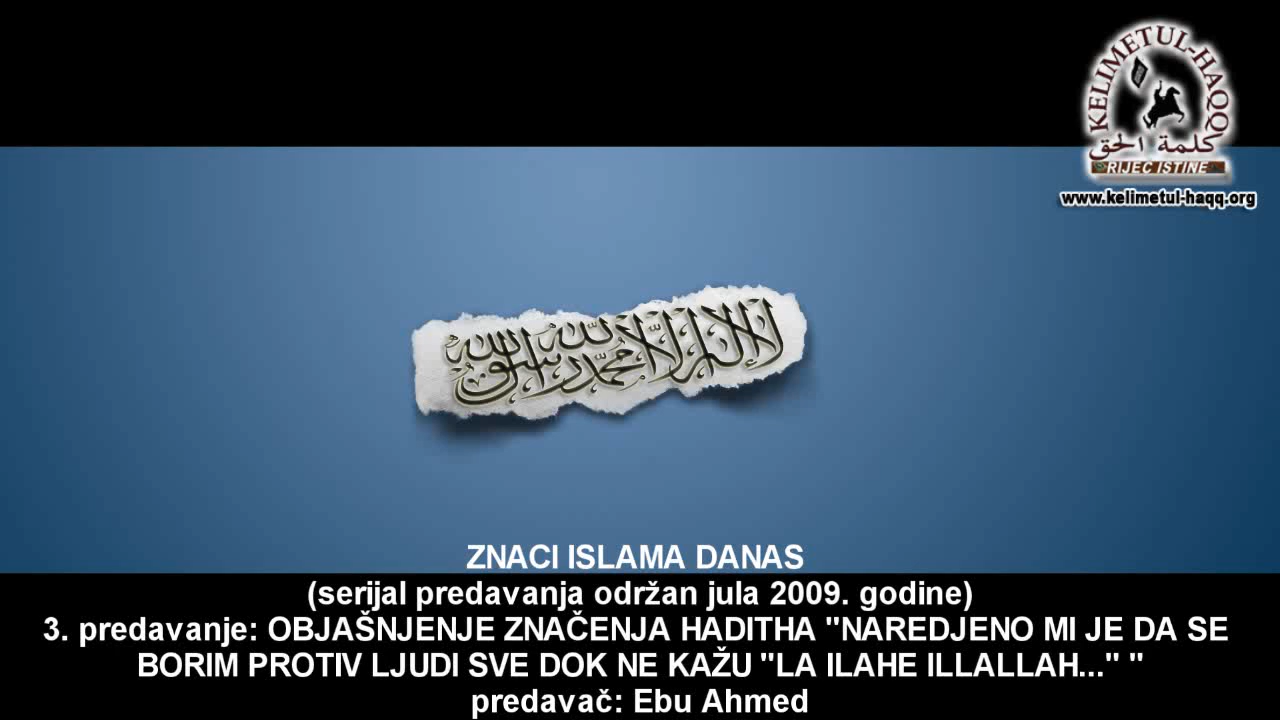 KELIMETUL-HAQQ
كلمة الحق
RIJEC ISTINE
www.kelimetul-haqq.org
لا إله إلا الله محمد رسول الله
ZNACI ISLAMA DANAS
(serijal predavanja održan jula 2009. godine)
3. predavanje: OBJAŠNJENJE ZNAČENJA HADITHA "NAREDJENO MI JE DA SE
BORIM PROTIV LJUDI SVE DOK NE KAŽU "LA ILAHE ILLALLAH..." "
predavač: Ebu Ahmed